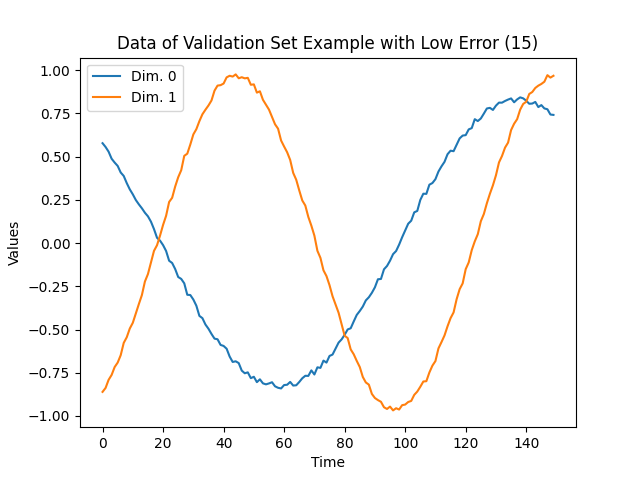 Data of Validation Set Example with Low Error (15)
Dim. 0
Dim. 1
1.00
0.75
0.50
0.25
0.00
−0.25
−0.50
−0.75
−1.00
Values
0 20 40 60 80 100 120 140
Time